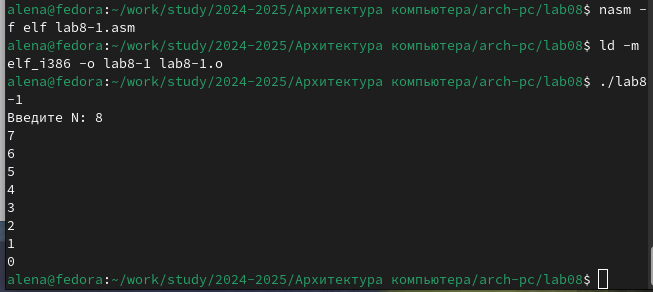 alena@fedora:~/work/study/2024-2025/Архитектура компьютера/arch-pc/lab08$ nasm -
f elf lab8-1.asm
alena@fedora:~/work/study/2024-2025/Архитектура компьютера/arch-pc/lab08$ ld -m
elf_i386 -o lab8-1 lab8-1.o
alena@fedora:~/work/study/2024-2025/Архитектура компьютера/arch-pc/lab08$ ./lab8
-1
Введите N: 8
7
6
5
4
3
2
1
0
alena@fedora:~/work/study/2024-2025/Архитектура компьютера/arch-pc/lab08$